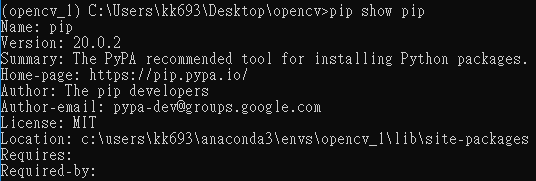 (opencv_1) C:\Users\kk693\Desktop\opencv>pip show pip
Name: pip
Version: 20.0.2
Summary: The PyPA recommended tool for installing Python packages.
Home-page: https://pip.pypa.io/
Author: The pip developers
Author-email: pypa-dev@groups.google.com
License: MIT
Location: c:\users\kk693\anaconda3\envs\opencv_1\lib\site-packages
Requires:
Required-by: